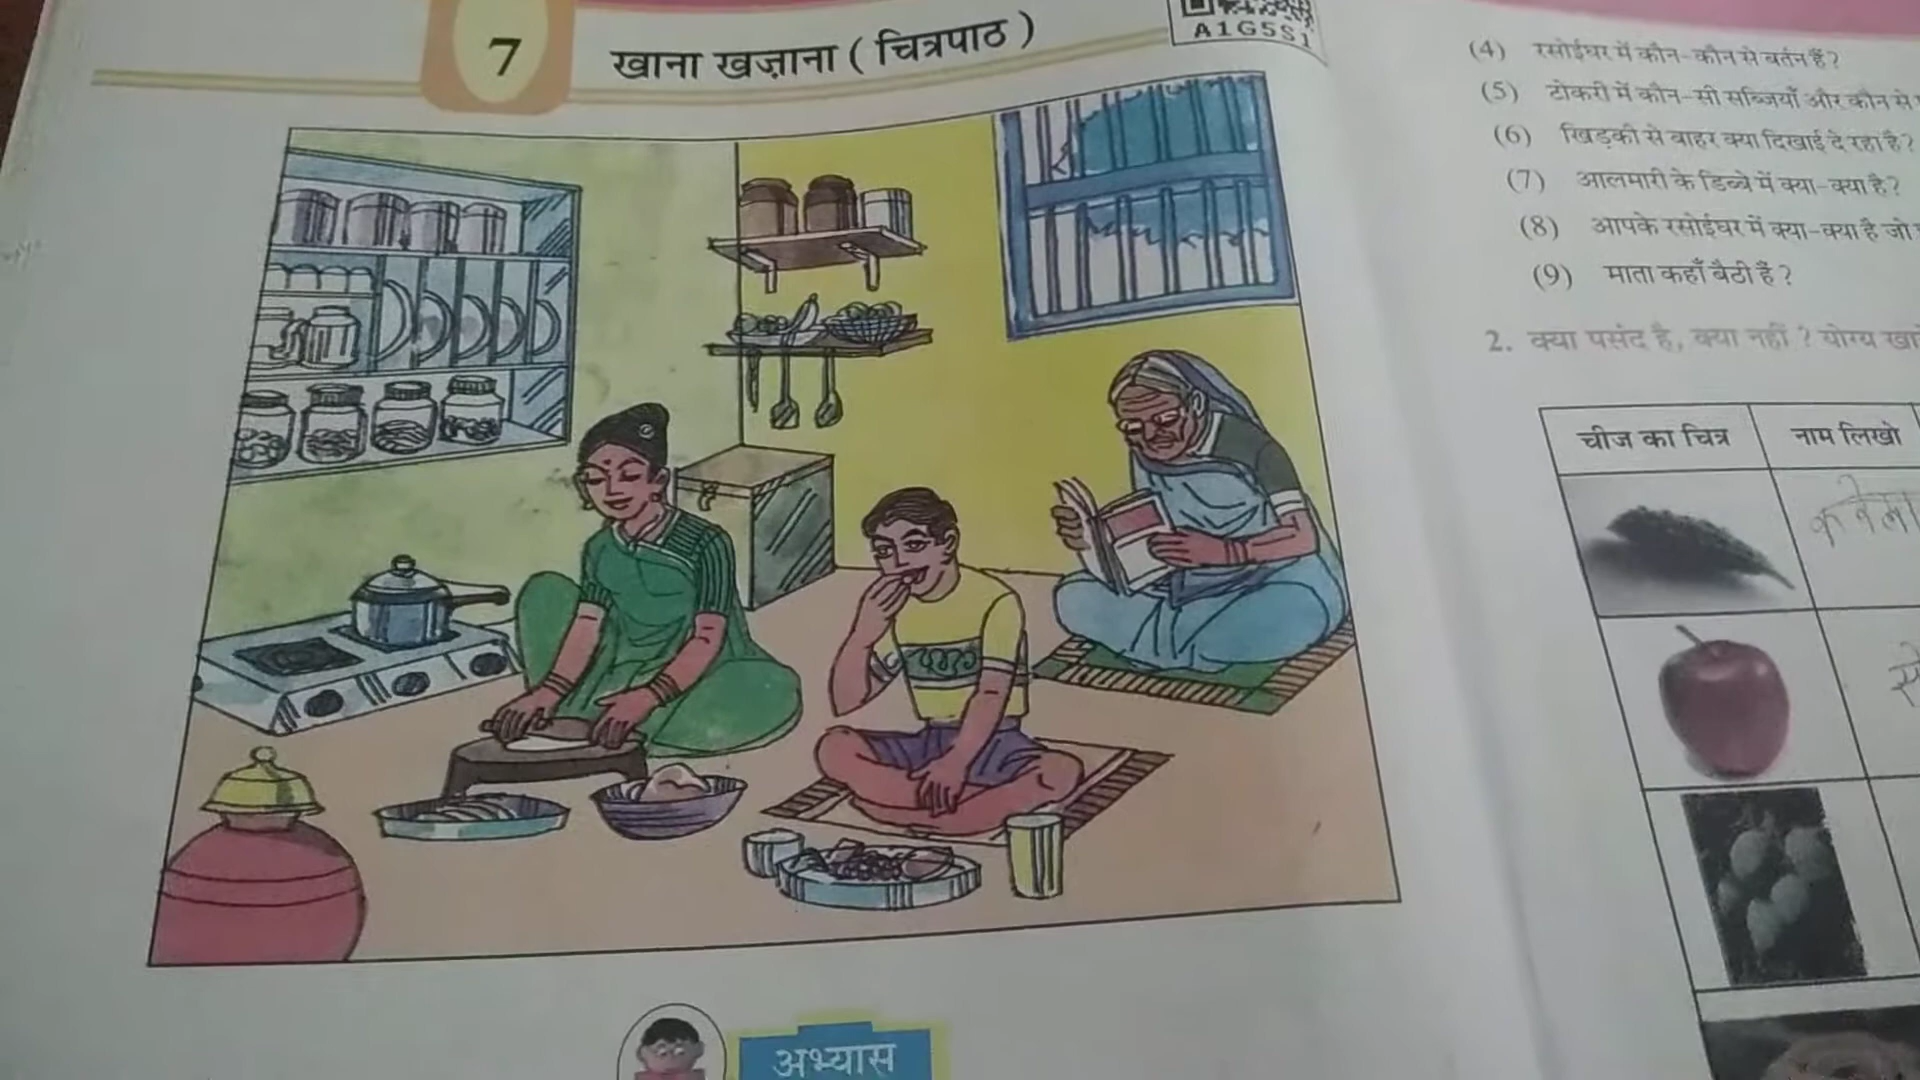 7
खाना खज़ाना ( चित्रपाठ )
A1G5S1
अभ्यास
(4) रसोईघर में कौन-कौन से बर्तन हैं?
(5) टोकरी में कौन-सी सब्जियाँ और कौन से
(6) खिड़की से बाहर क्या दिखाई दे रहा है?
(7) आलमारी के डिब्बे में क्या-क्या है?
(8) आपके रसोईघर में क्या-क्या है जो
(9) माता कहाँ बैठी हैं?
2. क्या पसंद है, क्या नहीं ? योग्य
चीज का चित्र
नाम लिखो